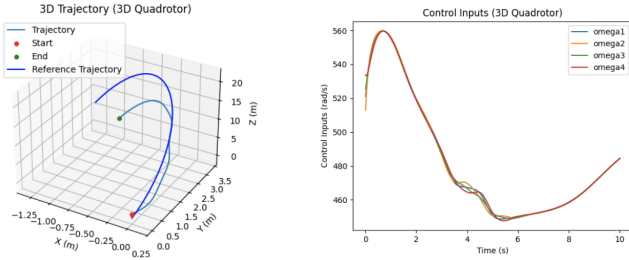 3D Trajectory (3D Quadrotor)
Trajectory
Start
End
Reference Trajectory
20
15
10
5
0
Z (m)
3.5
3.0
2.5
2.0
1.5
1.0
0.5
0.0
Y (m)
−1.25
−1.00
−0.75
−0.50
−0.25
0.00
0.25
X (m)
Control Inputs (3D Quadrotor)
omega1
omega2
omega3
omega4
560
540
520
500
480
460
Control Inputs (rad/s)
0
2
4
6
8
10
Time (s)